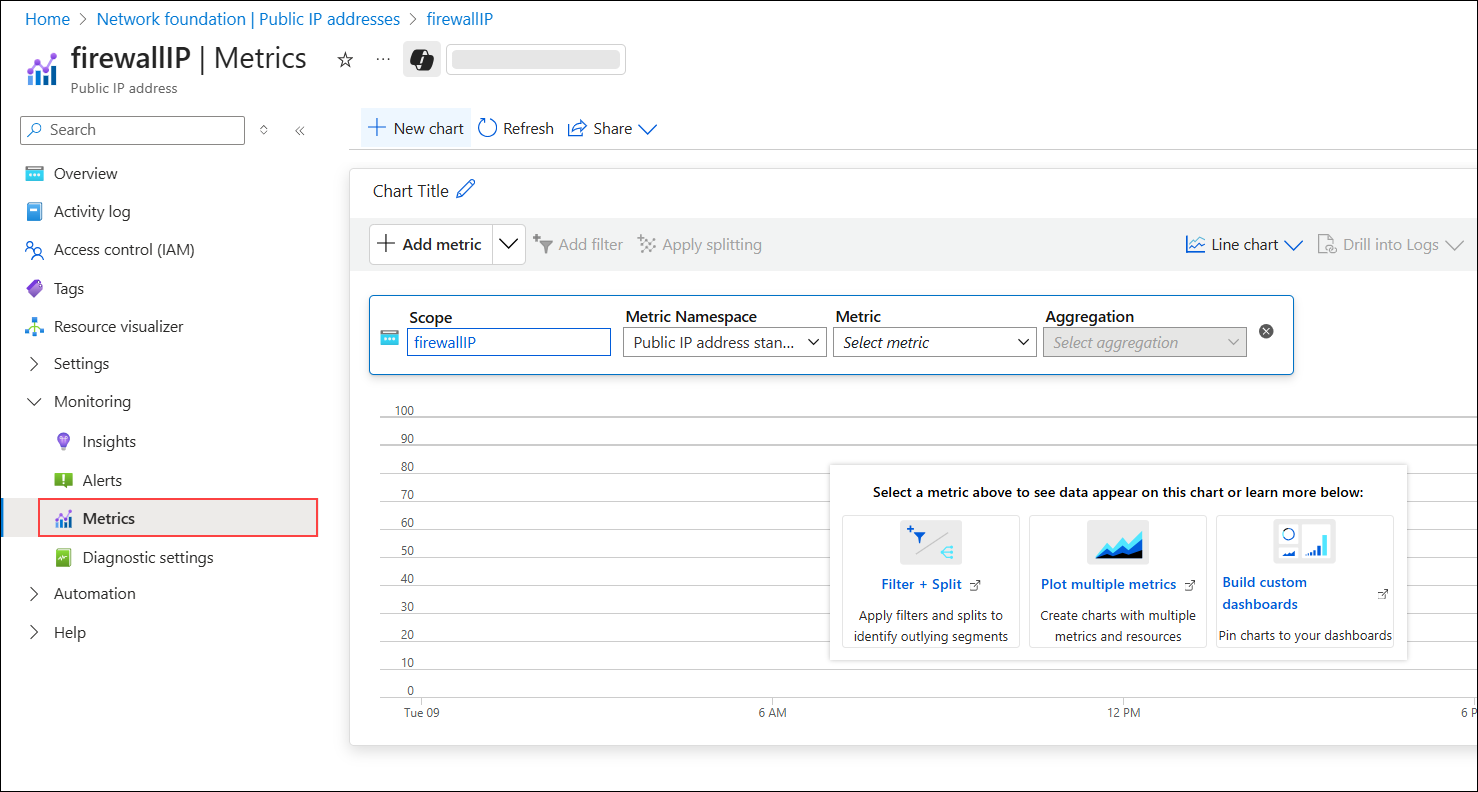 Home > Network foundation | Public IP addresses > firewallIP
firewallIP | Metrics
Public IP address
Search
Overview
Activity log
Access control (IAM)
Tags
Resource visualizer
Settings
Monitoring
Insights
Alerts
Metrics
Diagnostic settings
Automation
Help
New chart Refresh Share
Chart Title
Add metric Add filter Apply splitting Line chart Drill into Logs
Scope Metric Namespace Metric Aggregation
firewallIP Public IP address stan... Select metric Select aggregation
100
90
80
70
60
50
40
30
20
10
0
Tue 09 6 AM 12 PM 6 P
Select a metric above to see data appear on this chart or learn more below:
Filter + Split
Apply filters and splits to
identify outlying segments
Plot multiple metrics
Create charts with multiple
metrics and resources
Build custom
dashboards
Pin charts to your dashboards